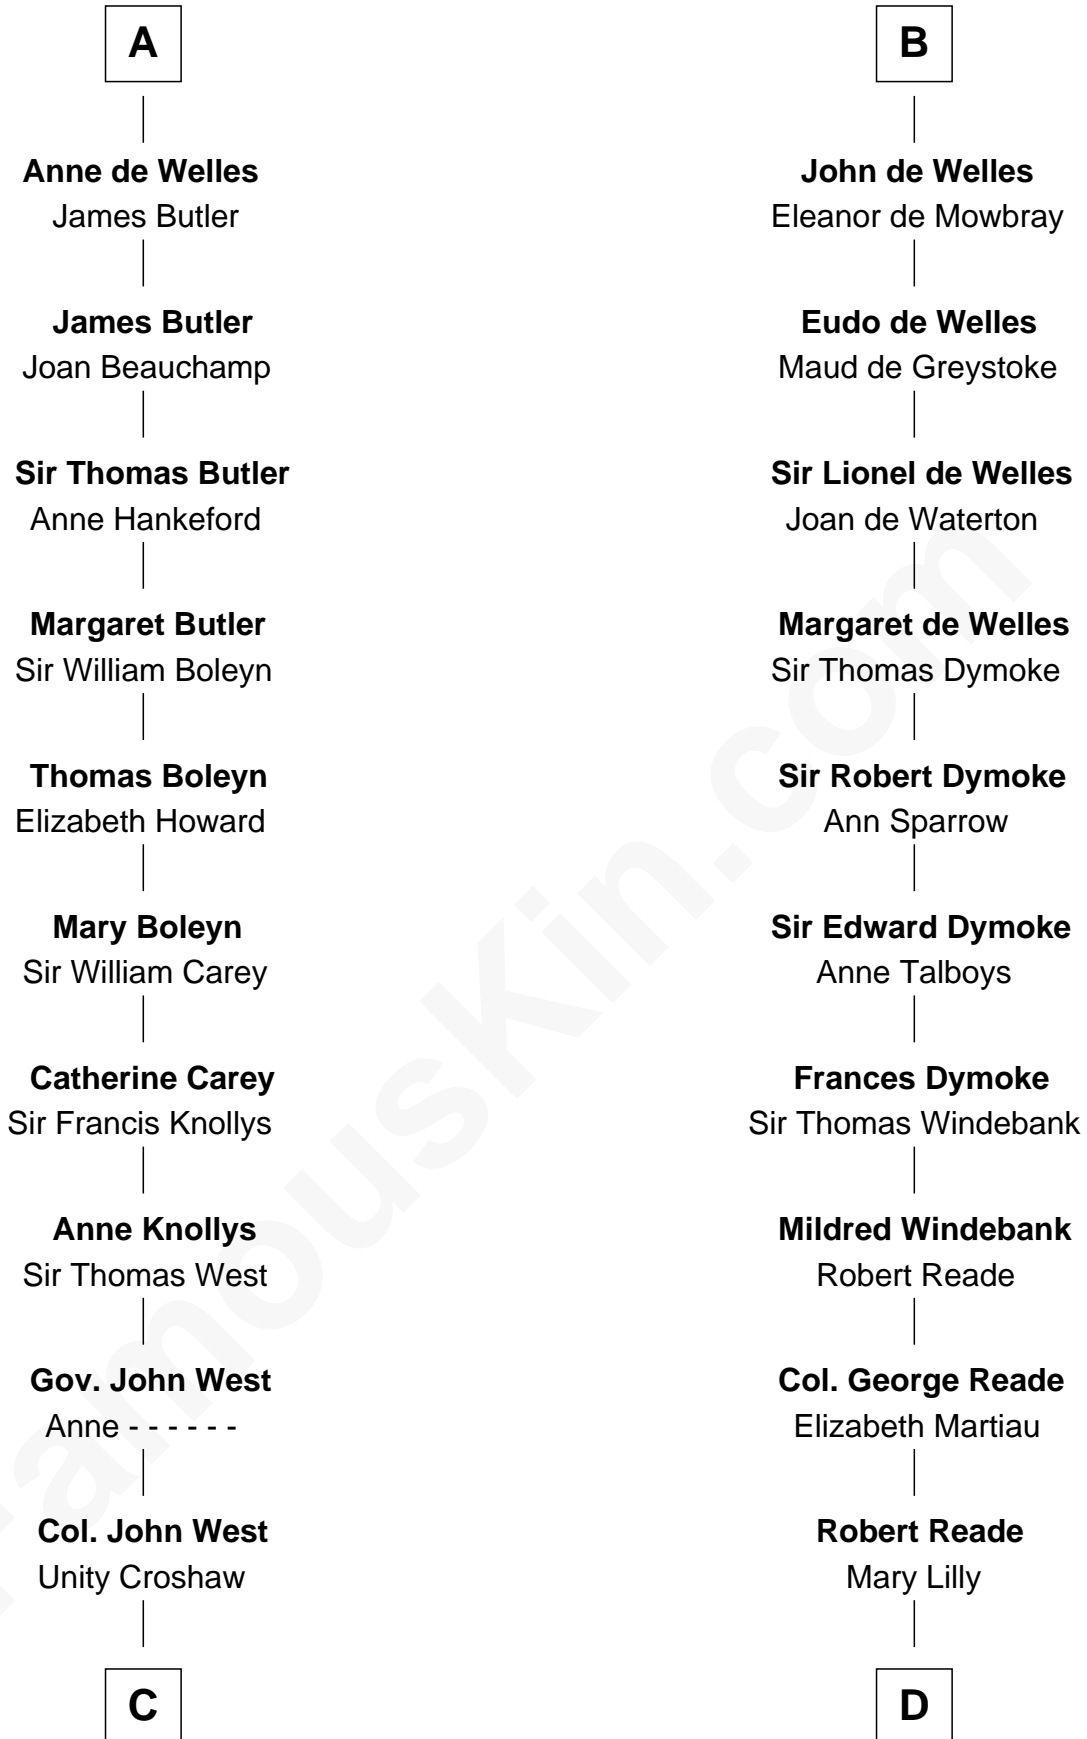 A
Anne de Welles
James Butler
James Butler
Joan Beauchamp
Sir Thomas Butler
Anne Hankeford
Margaret Butler
Sir William Boleyn
Thomas Boleyn
Elizabeth Howard
Mary Boleyn
Sir William Carey
Catherine Carey
Sir Francis Knollys
Anne Knollys
Sir Thomas West
Gov. John West
Anne - - - - - -
Col. John West
Unity Croshaw
C
B
John de Welles
Eleanor de Mowbray
Eudo de Welles
Maud de Greystoke
Sir Lionel de Welles
Joan de Waterton
Margaret de Welles
Sir Thomas Dymoke
Sir Robert Dymoke
Ann Sparrow
Sir Edward Dymoke
Anne Talboys
Frances Dymoke
Sir Thomas Windebank
Mildred Windebank
Robert Reade
Col. George Reade
Elizabeth Martiau
Robert Reade
Mary Lilly
D
FamousKin.com